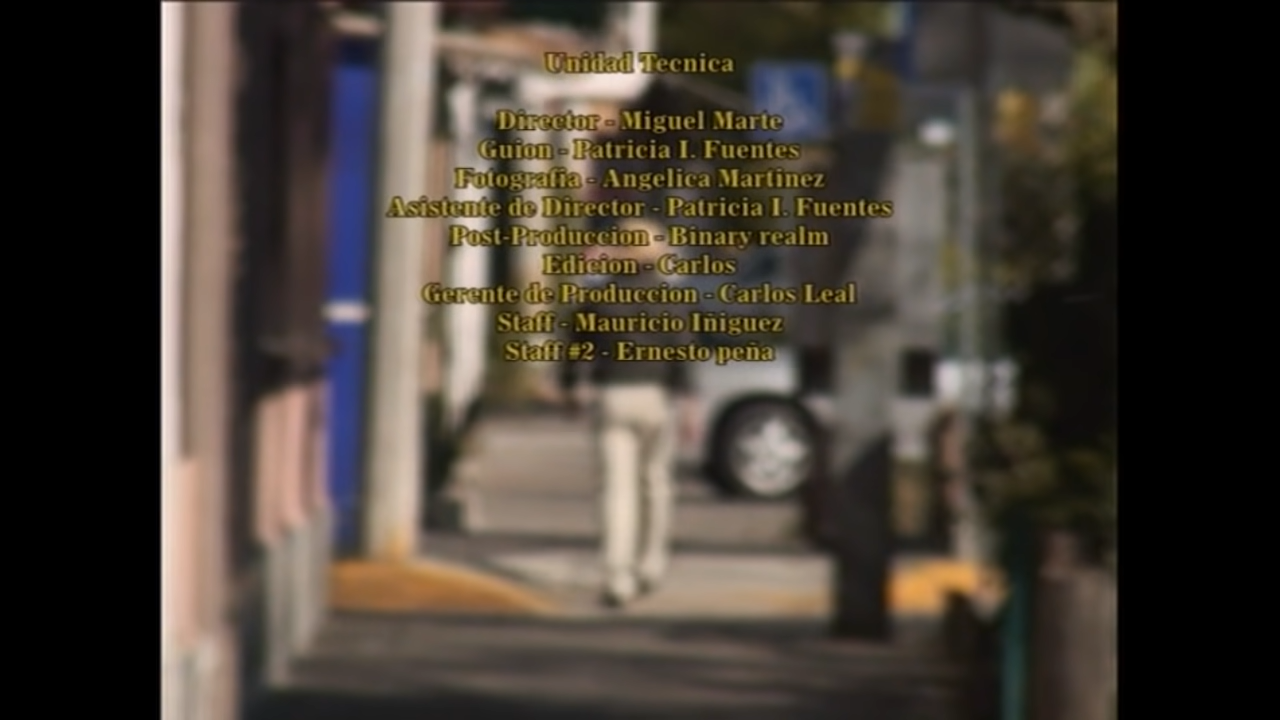 Unidad Tecnica
Director - Miguel Marte
Guion - Patricia I. Fuentes
Fotografia - Angelica Martinez
Asistente de Director - Patricia I. Fuentes
Post-Produccion - Binary realm
Edicion - Carlos
Gerente de Produccion - Carlos Leal
Staff - Mauricio Iñiguez
Staff #2 - Ernesto peña